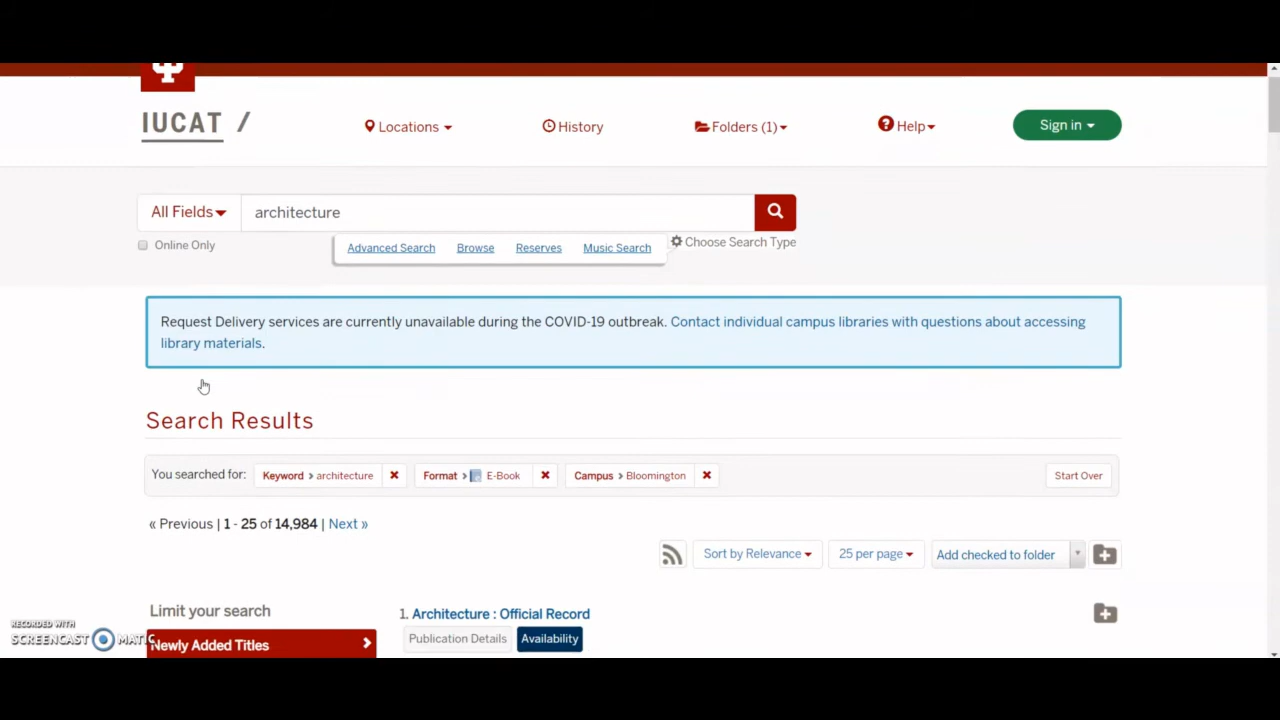 IUCAT /
Locations
History
Folders (1)
Help
Sign in
All Fields
architecture
Online Only
Advanced Search Browse Reserves Music Search
Choose Search Type
Request Delivery services are currently unavailable during the COVID-19 outbreak. Contact individual campus libraries with questions about accessing
library materials.
Search Results
You searched for: Keyword > architecture ✖ Format > E-Book ✖ Campus > Bloomington ✖ Start Over
« Previous | 1 - 25 of 14,984 | Next »
Sort by Relevance 25 per page Add checked to folder
Limit your search
1. Architecture : Official Record
Publication Details Availability
Newly Added Titles
RECORDED WITH
SCREENCAST MATIC